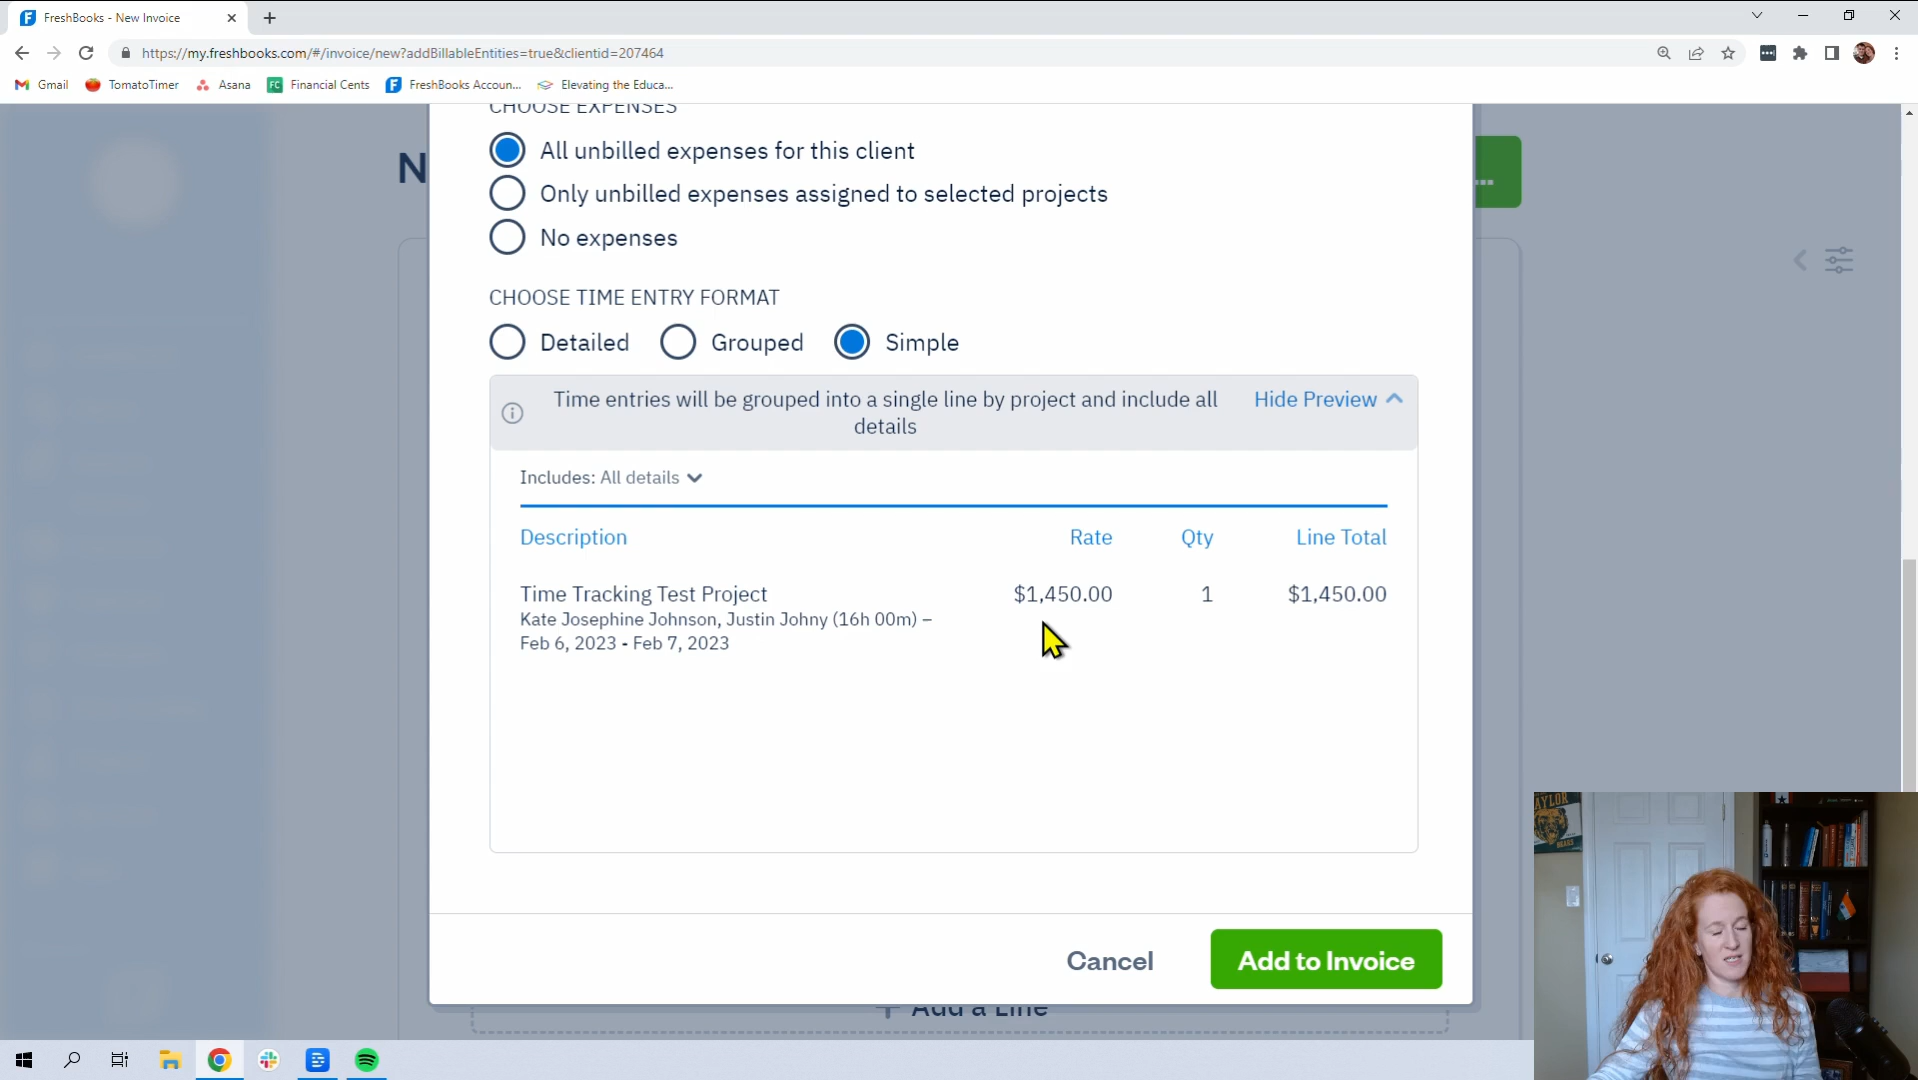 FreshBooks - New Invoice
https://my.freshbooks.com/#/invoice/new?addBillableEntities=true&clientid=207464
Gmail
TomatoTimer
Asana
FC
Financial Cents
FreshBooks Accoun...
Elevating the Educa...
CHOOSE EXPENSES
All unbilled expenses for this client
Only unbilled expenses assigned to selected projects
No expenses
CHOOSE TIME ENTRY FORMAT
Detailed
Grouped
Simple
Time entries will be grouped into a single line by project and include all
details
Hide Preview
Includes: All details
Description
Rate
Qty
Line Total
Time Tracking Test Project
$1,450.00
1
$1,450.00
Kate Josephine Johnson, Justin Johny (16h 00m) –
Feb 6, 2023 - Feb 7, 2023
Cancel
Add to Invoice
Add a Line
BEARS